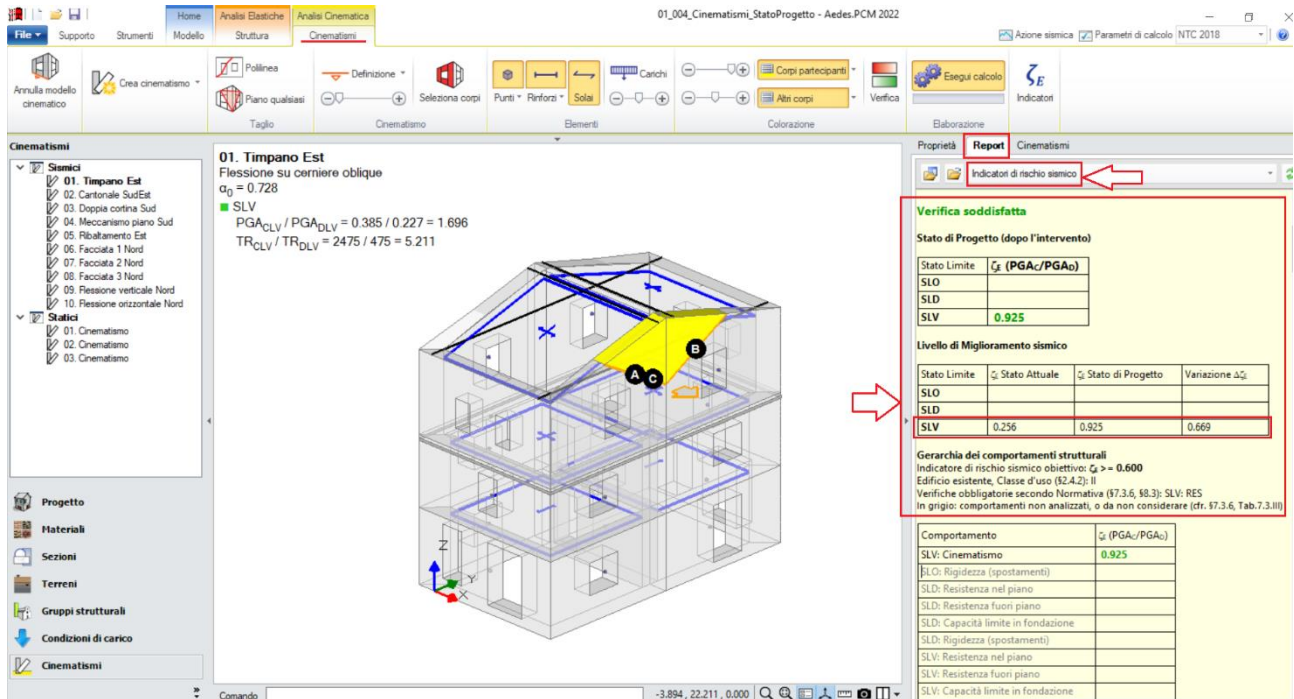 01_004_Cinematismi_StatoProgetto - Aedes.PCM 2022
Home
Analisi Elastiche
Analisi Cinematica
File
Supporto
Strumenti
Modello
Struttura
Cinematismi
Azione sismica
Parametri di calcolo
NTC 2018
Annulla modello cinematico
Crea cinematismo
Polilinea
Piano qualsiasi
Taglio
Definizione
Seleziona corpi
Cinematismo
Punti
Rinforzi
Solai
Carichi
Elementi
Corpi partecipanti
Altri corpi
Verifica
Colorazione
Esegui calcolo
Elaborazione
ζE
Indicatori
Cinematismi
Sismici
01. Timpano Est
02. Cantonale SudEst
03. Doppia cortina Sud
04. Meccanismo piano Sud
05. Ribaltamento Est
06. Facciata 1 Nord
07. Facciata 2 Nord
08. Facciata 3 Nord
09. Flessione verticale Nord
10. Flessione orizzontale Nord
Statici
01. Cinematismo
02. Cinematismo
03. Cinematismo
Progetto
Materiali
Sezioni
Terreni
Gruppi strutturali
Condizioni di carico
Cinematismi
01. Timpano Est
Flessione su cerniere oblique
α0 = 0.728
SLV
PGACLV / PGADLV = 0.385 / 0.227 = 1.696
TRCLV / TRDLV = 2475 / 475 = 5.211
A
C
B
Z
Y
X
Comando
-3.894 , 22.211 , 0.000
Proprietà
Report
Cinematismi
Indicatori di rischio sismico
Verifica soddisfatta
Stato di Progetto (dopo l'intervento)
Stato Limite ζE (PGAC/PGAD)
SLO
SLD
SLV 0.925
Livello di Miglioramento sismico
Stato Limite ζE Stato Attuale ζE Stato di Progetto Variazione ΔζE
SLO
SLD
SLV 0.256 0.925 0.669
Gerarchia dei comportamenti strutturali
Indicatore di rischio sismico obiettivo: ζE >= 0.600
Edificio esistente, Classe d'uso (§2.4.2): II
Verifiche obbligatorie secondo Normativa (§7.3.6, §8.3): SLV: RES
In grigio: comportamenti non analizzati, o da non considerare (cfr. §7.3.6, Tab.7.3.III)
Comportamento ζE (PGAC/PGAD)
SLV: Cinematismo 0.925
SLO: Rigidezza (spostamenti)
SLD: Resistenza nel piano
SLD: Resistenza fuori piano
SLD: Capacità limite in fondazione
SLD: Rigidezza (spostamenti)
SLV: Resistenza nel piano
SLV: Resistenza fuori piano
SLV: Capacità limite in fondazione